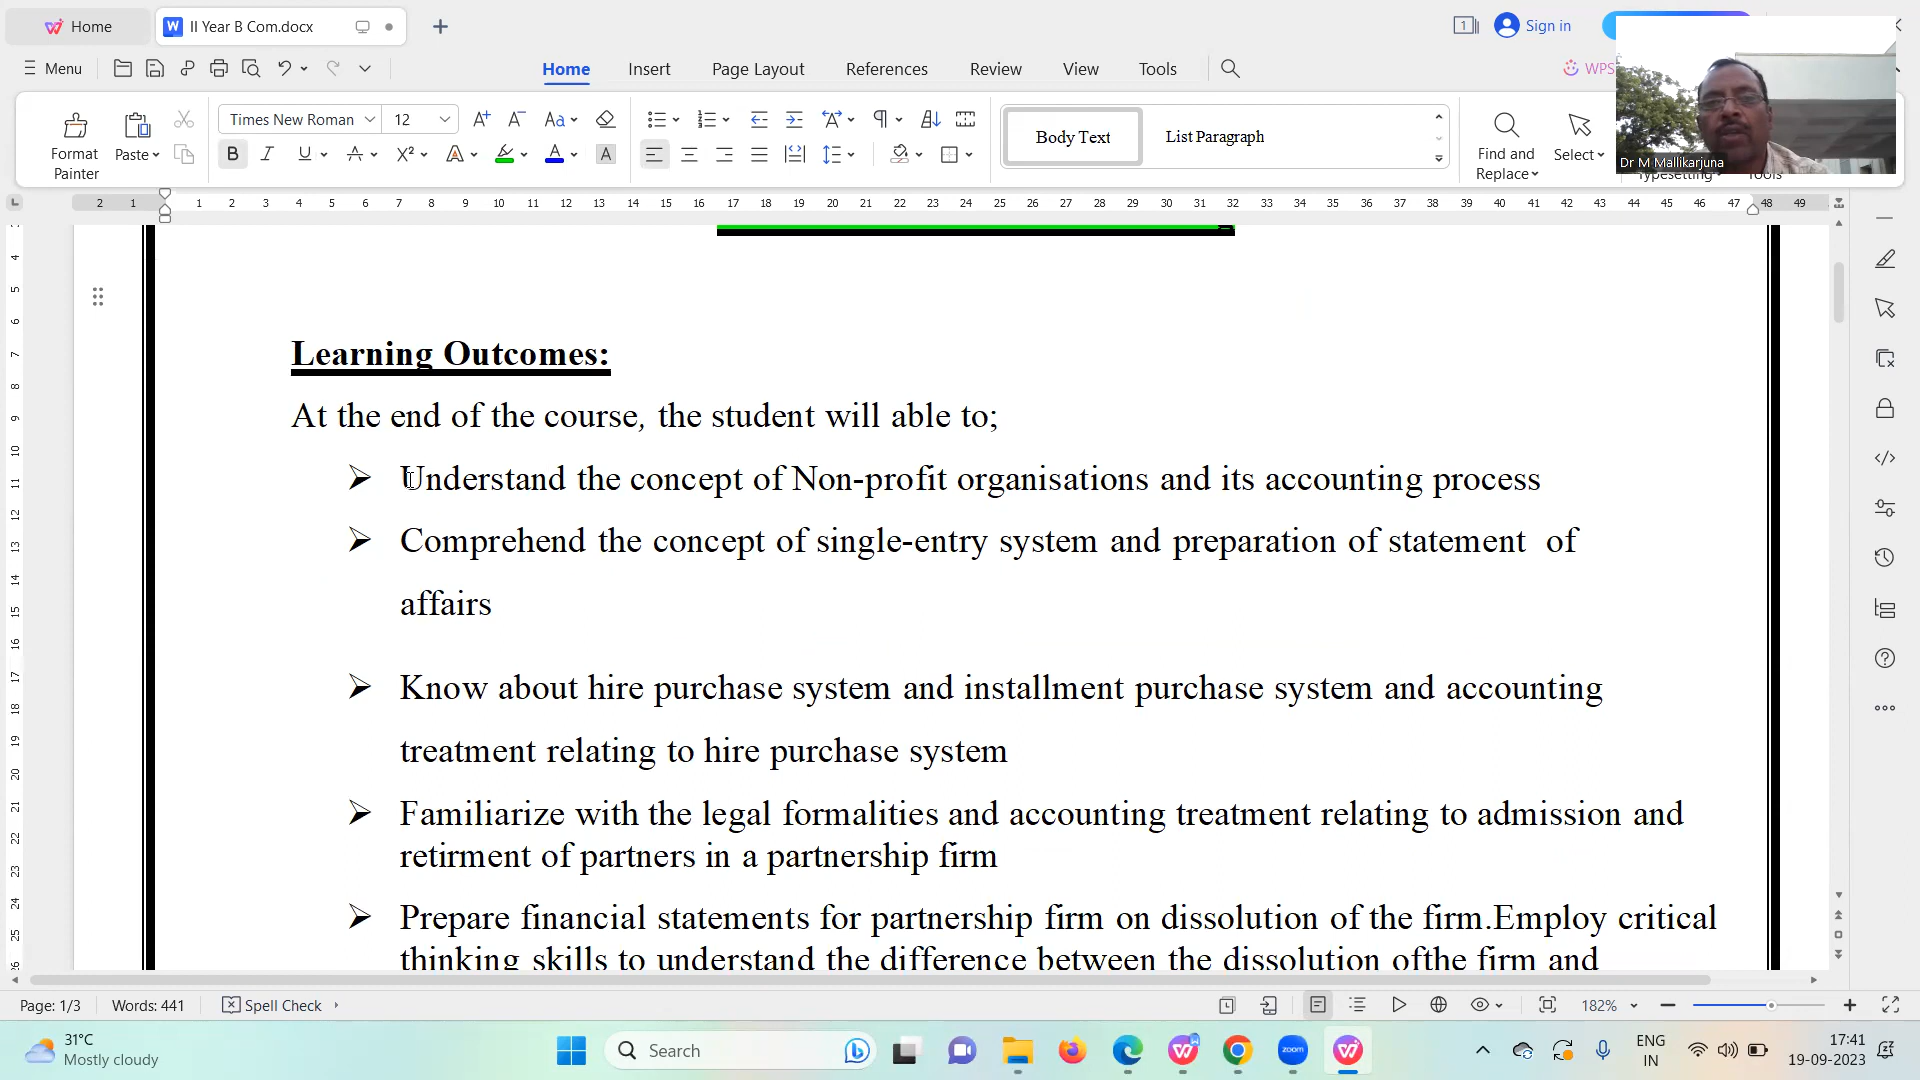 Home
II Year B Com.docx
Sign in
Menu
Home
Insert
Page Layout
References
Review
View
Tools
WPS
Format
Painter
Paste
Times New Roman
12
Body Text
List Paragraph
Find and
Replace
Select
Dr M Mallikarjuna
Learning Outcomes:
At the end of the course, the student will able to;
Understand the concept of Non-profit organisations and its accounting process
Comprehend the concept of single-entry system and preparation of statement of
affairs
Know about hire purchase system and installment purchase system and accounting
treatment relating to hire purchase system
Familiarize with the legal formalities and accounting treatment relating to admission and
retirment of partners in a partnership firm
Prepare financial statements for partnership firm on dissolution of the firm.Employ critical
thinking skills to understand the difference between the dissolution ofthe firm and
Page: 1/3
Words: 441
Spell Check
182%
31°C
Mostly cloudy
Search
zoom
ENG
IN
17:41
19-09-2023